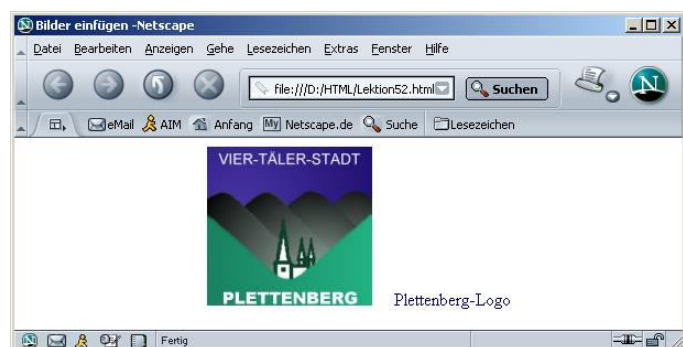 Bilder einfügen -Netscape
Datei Bearbeiten Anzeigen Gehe Lesezeichen Extras Fenster Hilfe
file:///D:/HTML/Lektion52.html Suchen N
eMail AIM Anfang My Netscape.de Suche Lesezeichen
VIER-TÄLER-STADT
PLETTENBERG Plettenberg-Logo
Fertig